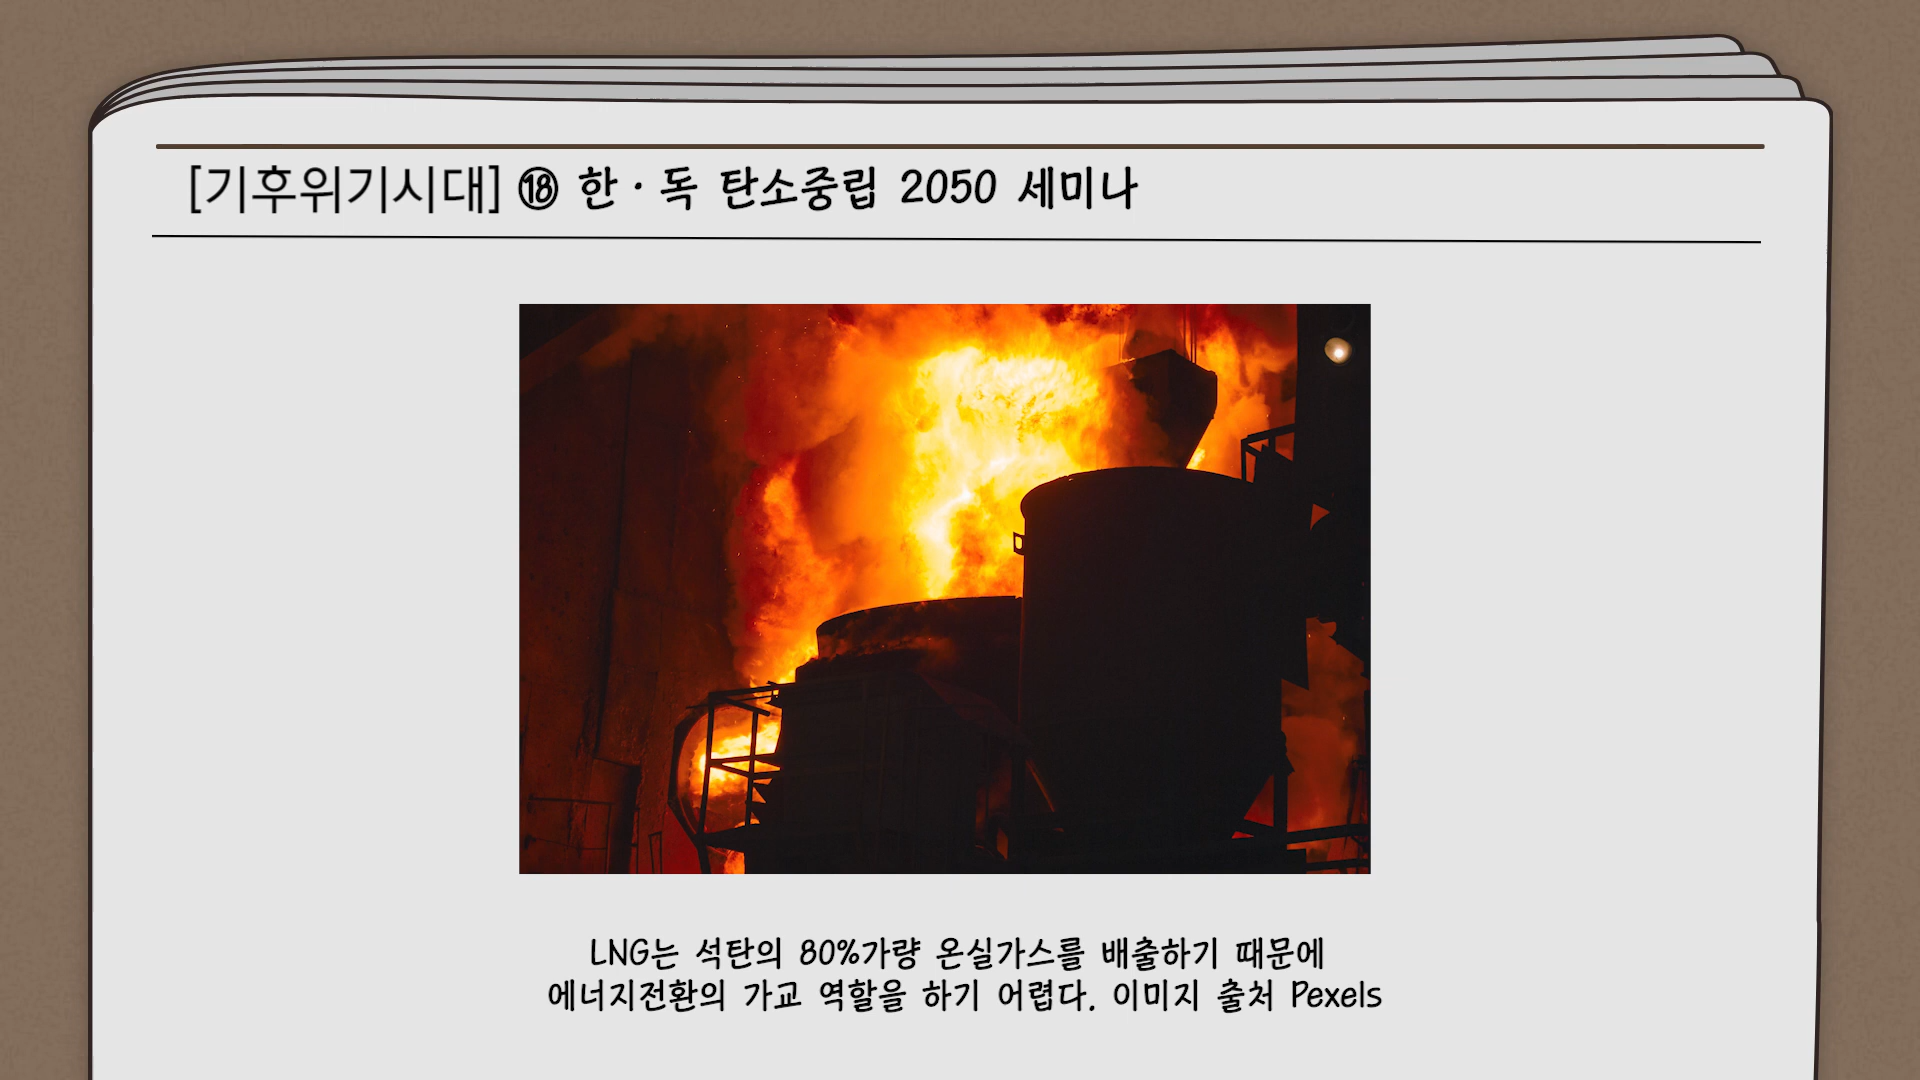 [기후위기시대] ⑱ 한·독 탄소중립 2050 세미나
LNG는 석탄의 80%가량 온실가스를 배출하기 때문에
에너지전환의 가교 역할을 하기 어렵다. 이미지 출처 Pexels